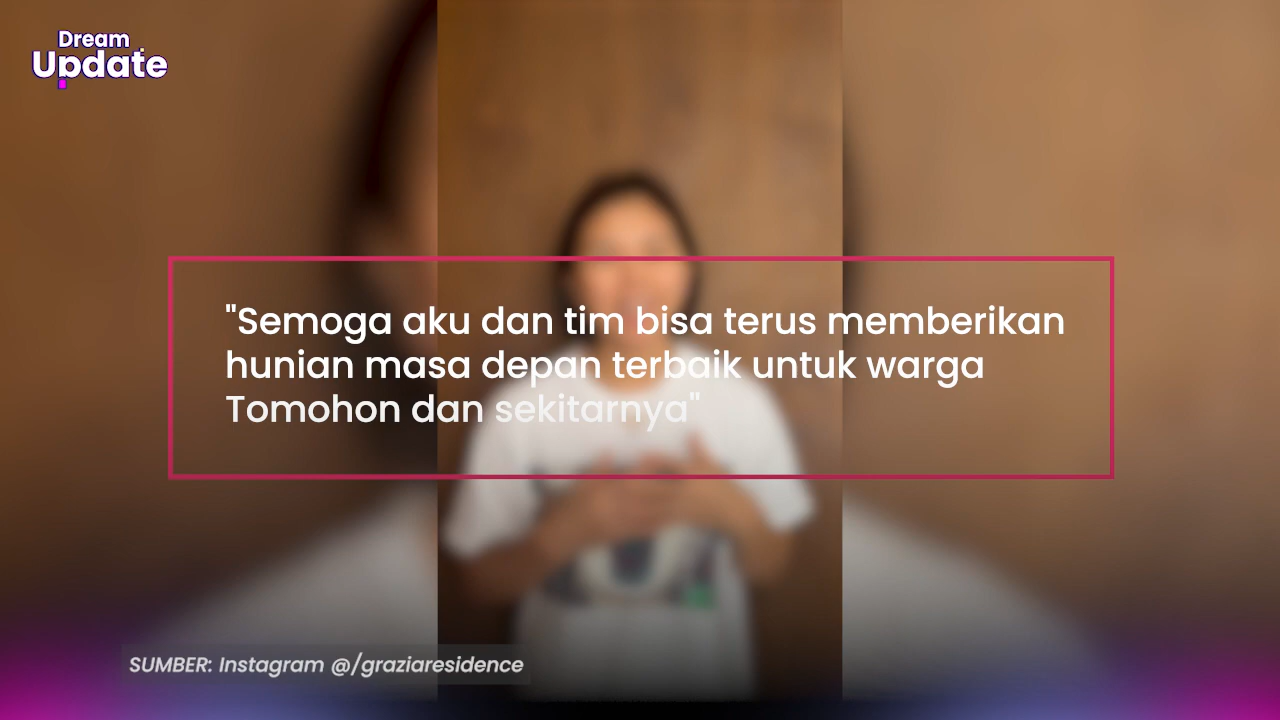 Dream
Update
"Semoga aku dan tim bisa terus memberikan
hunian masa depan terbaik untuk warga
Tomohon dan sekitarnya"
SUMBER: Instagram @/graziaresidence